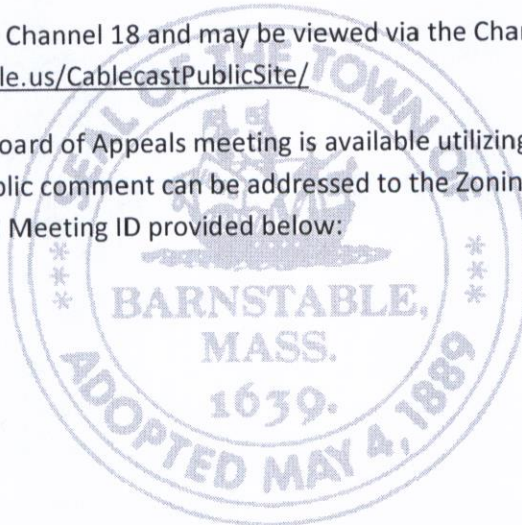 Channel 18 and may be viewed via the Char
le.us/CablecastPublicSite/
oard of Appeals meeting is available utilizing
blic comment can be addressed to the Zonin
Meeting ID provided below:
SEAL OF THE TOWN OF
BARNSTABLE,
MASS.
1639.
ADOPTED MAY 4, 1889